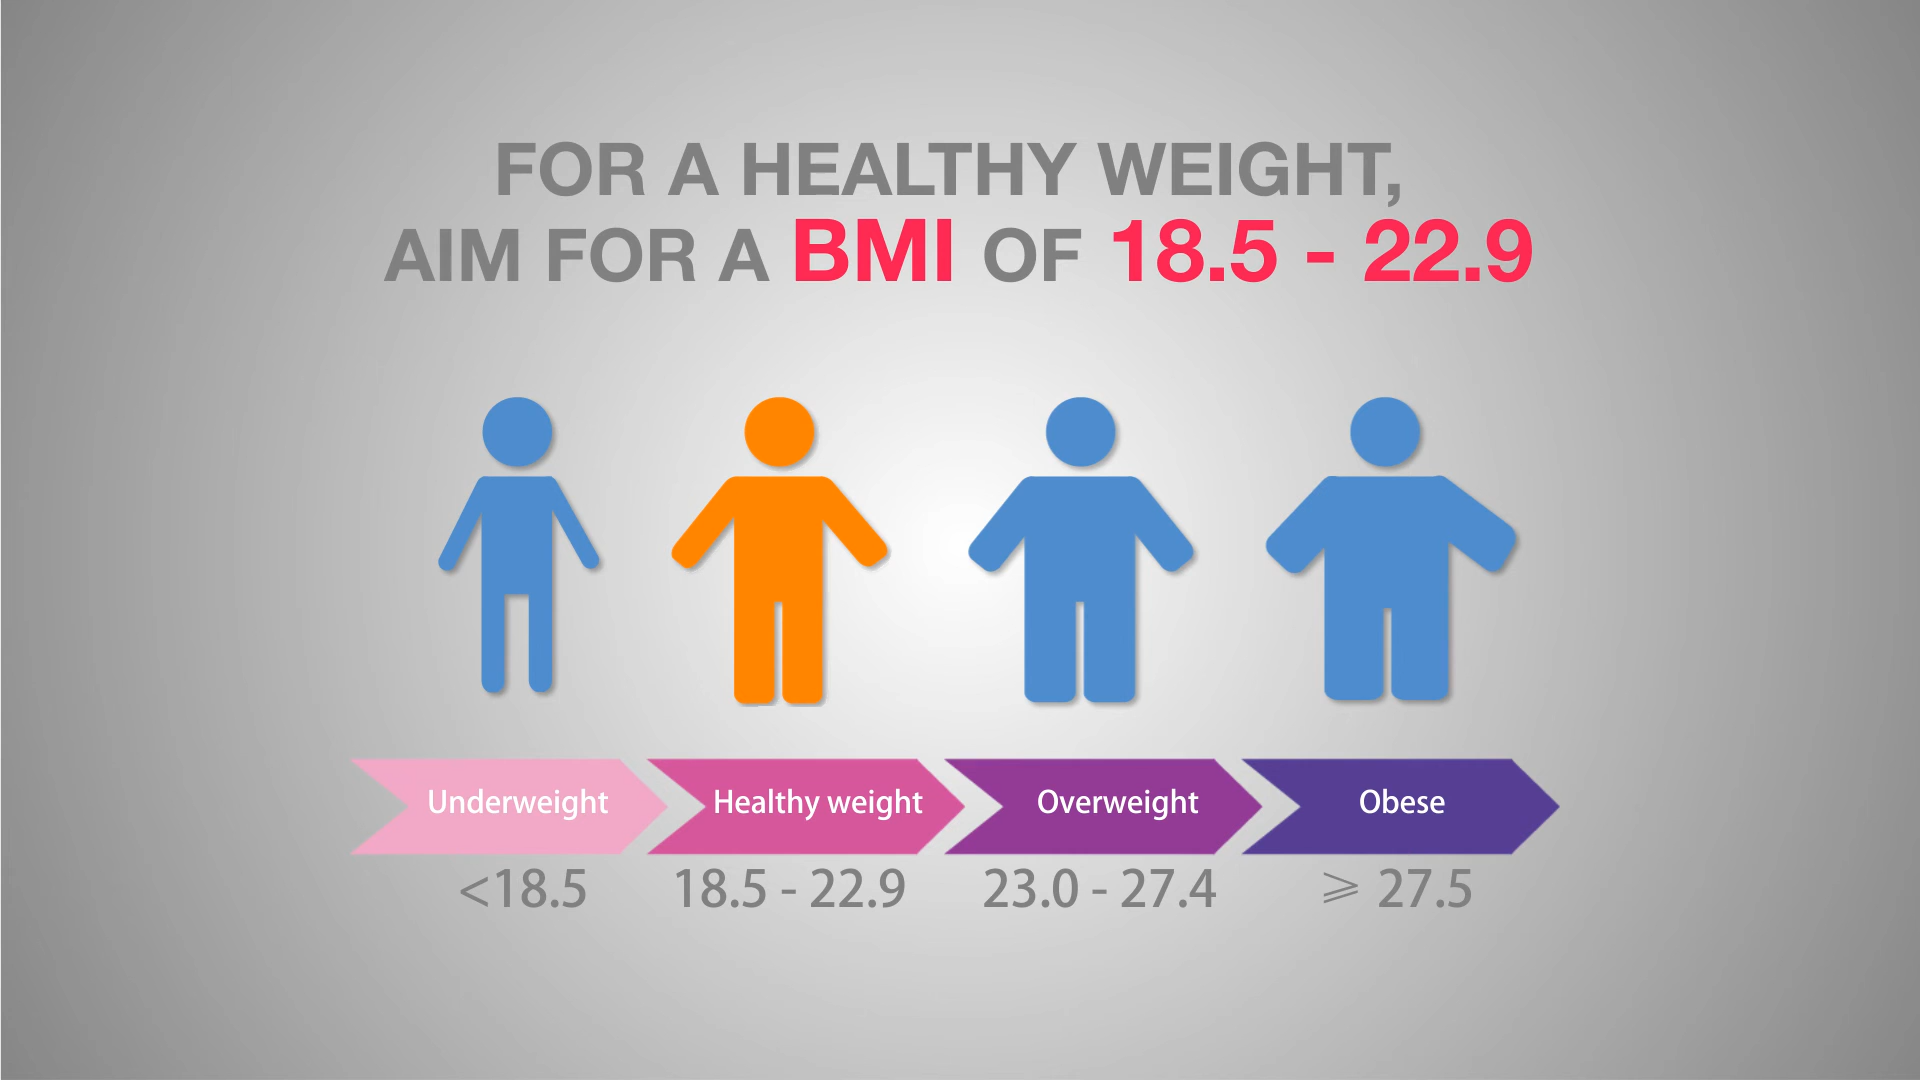 FOR A HEALTHY WEIGHT,
AIM FOR A BMI OF 18.5 - 22.9
Underweight Healthy weight Overweight Obese
<18.5 18.5 - 22.9 23.0 - 27.4 ⩾ 27.5